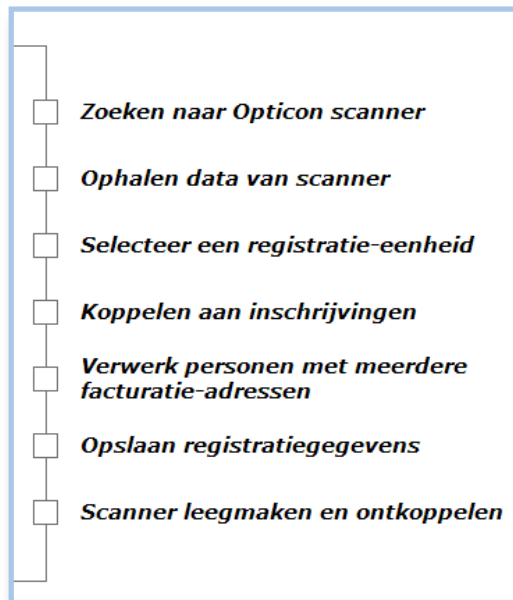 Zoeken naar Opticon scanner
Ophalen data van scanner
Selecteer een registratie-eenheid
Koppelen aan inschrijvingen
Verwerk personen met meerdere
facturatie-adressen
Opslaan registratiegegevens
Scanner leegmaken en ontkoppelen